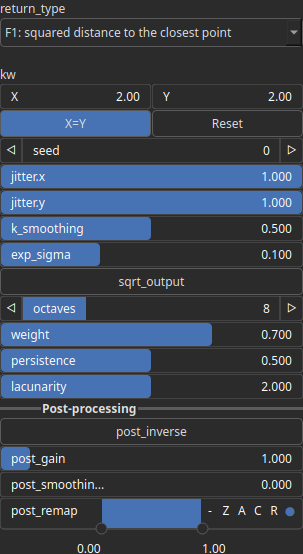 return_type
F1: squared distance to the closest point
kw
X 2.00 Y 2.00
X=Y Reset
seed 0
jitter.x 1.000
jitter.y 1.000
k_smoothing 0.500
exp_sigma 0.100
sqrt_output
octaves 8
weight 0.700
persistence 0.500
lacunarity 2.000
Post-processing
post_inverse
post_gain 1.000
post_smoothin... 0.000
post_remap - Z A C R
0.00 1.00